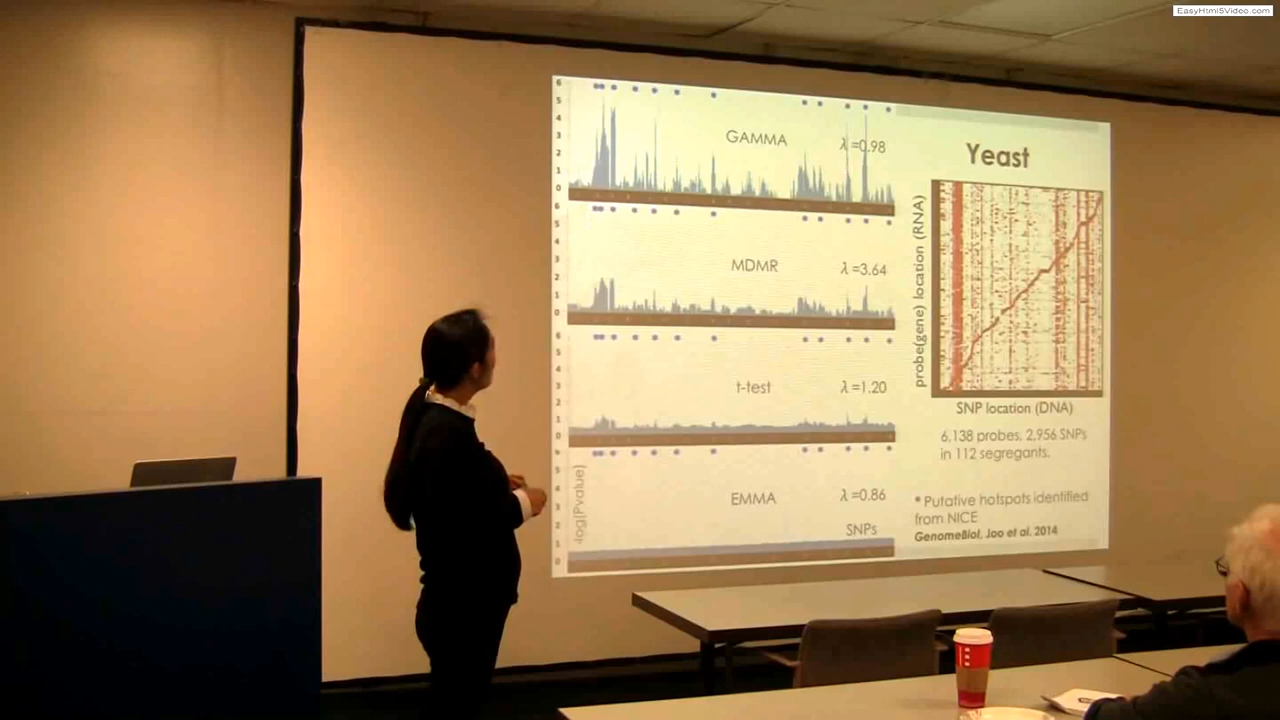 EasyHtml5Video.com
GAMMA
λ =0.98
MDMR
λ =3.64
t-test
λ =1.20
EMMA
λ =0.86
SNPs
-log(Pvalue)
Yeast
probe(gene) location (RNA)
SNP location (DNA)
6,138 probes, 2,956 SNPs
in 112 segregants.
* Putative hotspots identified
from NICE
GenomeBiol, Joo et al. 2014